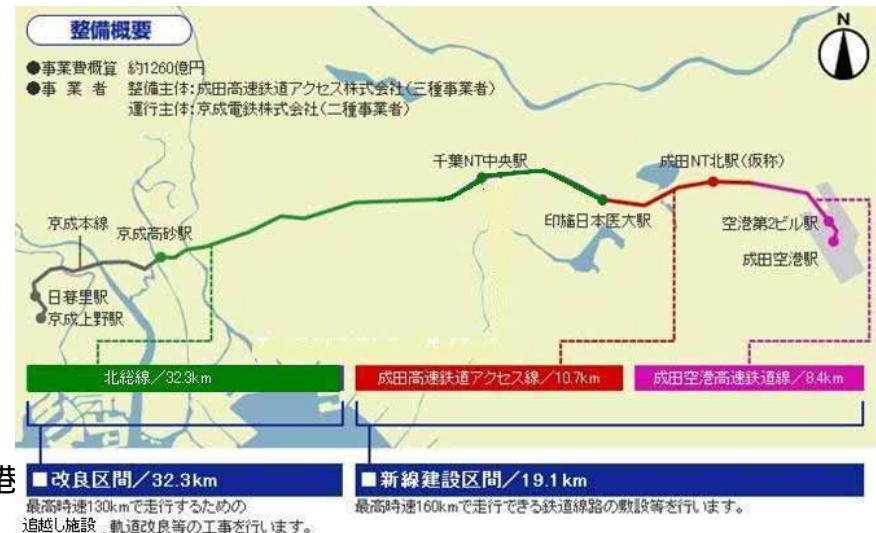 整備概要
N
●事業費概算 約1260億円
●事業者 整備主体:成田高速鉄道アクセス株式会社(三種事業者)
運行主体:京成電鉄株式会社(二種事業者)
千葉NT中央駅
成田NT北駅(仮称)
京成本線
京成高砂駅
印旛日本医大駅
空港第2ビル駅
成田空港駅
日暮里駅
京成上野駅
北総線/32.3km
成田高速鉄道アクセス線/10.7km
成田空港高速鉄道線/8.4km
港
■改良区間/32.3km
■新線建設区間/19.1km
最高時速130kmで走行するための
最高時速160kmで走行できる鉄道線路の敷設等を行います。
追越し施設、軌道改良等の工事を行います。